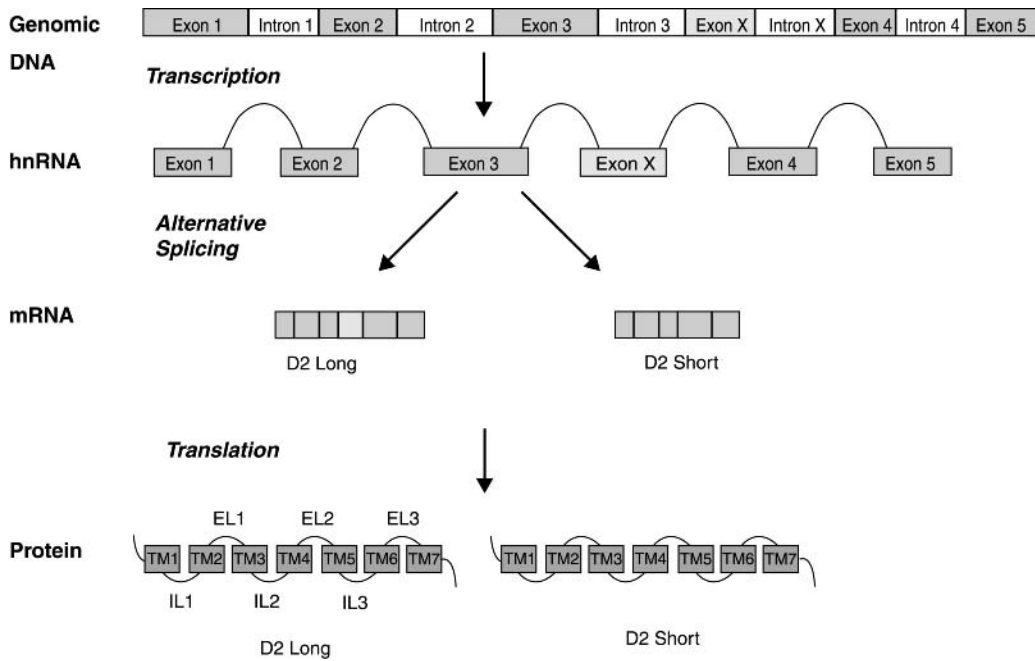 Genomic DNA
Exon 1 Intron 1 Exon 2 Intron 2 Exon 3 Intron 3 Exon X Intron X Exon 4 Intron 4 Exon 5
Transcription
hnRNA
Exon 1 Exon 2 Exon 3 Exon X Exon 4 Exon 5
Alternative
Splicing
mRNA
D2 Long D2 Short
Translation
EL1 EL2 EL3
Protein
TM1 TM2 TM3 TM4 TM5 TM6 TM7 TM1 TM2 TM3 TM4 TM5 TM6 TM7
IL1 IL2 IL3
D2 Long D2 Short